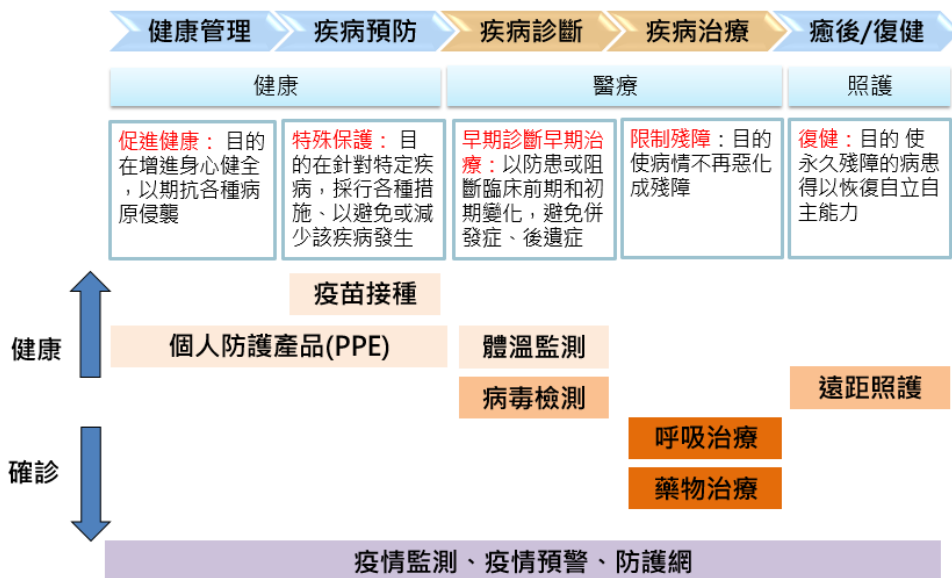 健康管理
疾病預防
疾病診斷
疾病治療
癒後/復健
健康
醫療
照護
促進健康： 目的
在增進身心健全
，以期抗各種病
原侵襲
特殊保護： 目
在針對特定疾
病，採行各種措
施、以避免或減
少該疾病發生
早期診斷早期治
療：以防患或阻
斷臨床前期和初
期變化，避免併
發症、後遺症
限制殘障：目的
使病情不再惡化
成殘障
復健：目的 使
永久殘障的病患
得以恢復自立自
主能力
疫苗接種
健康
個人防護產品(PPE)
體溫監測
病毒檢測
遠距照護
呼吸治療
確診
藥物治療
疫情監測、疫情預警、防護網